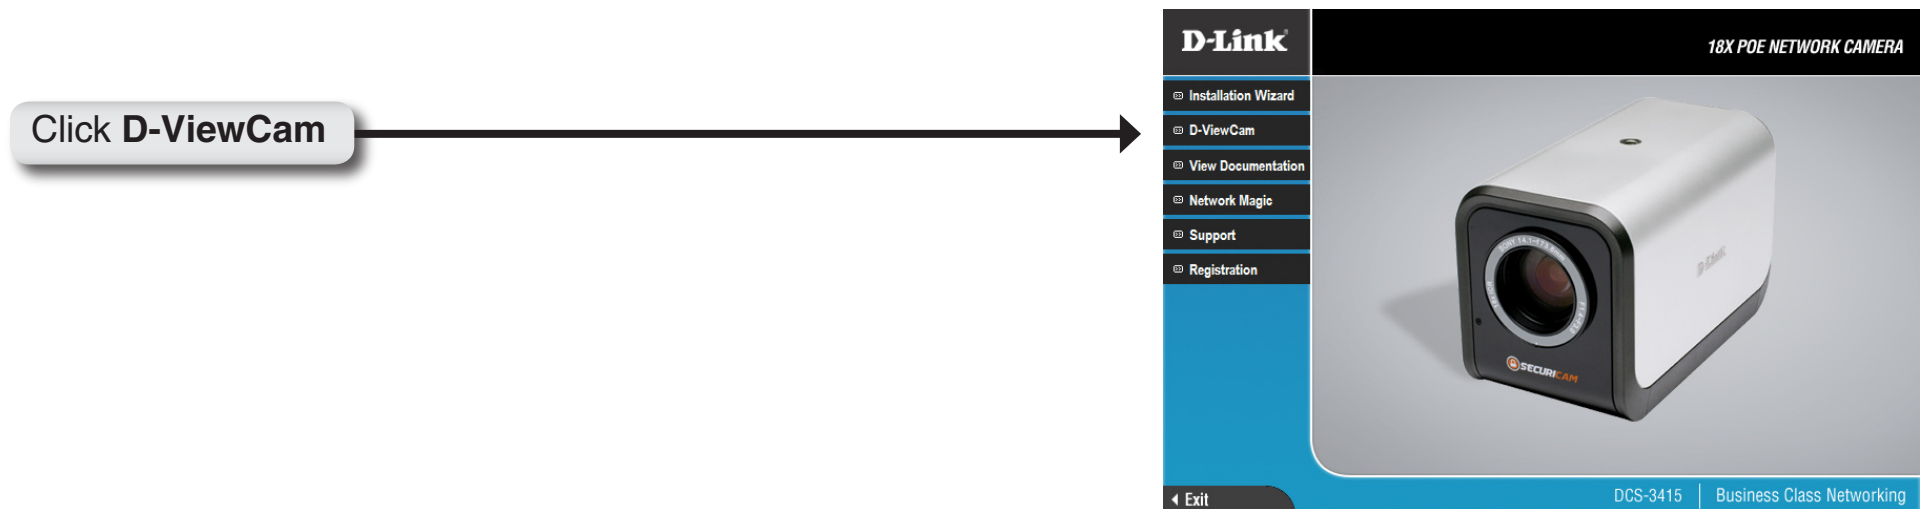 Click D-ViewCam
D-Link
18X POE NETWORK CAMERA
Installation Wizard
D-ViewCam
View Documentation
Network Magic
Support
Registration
D-Link
SECURICAM
Exit
DCS-3415
Business Class Networking